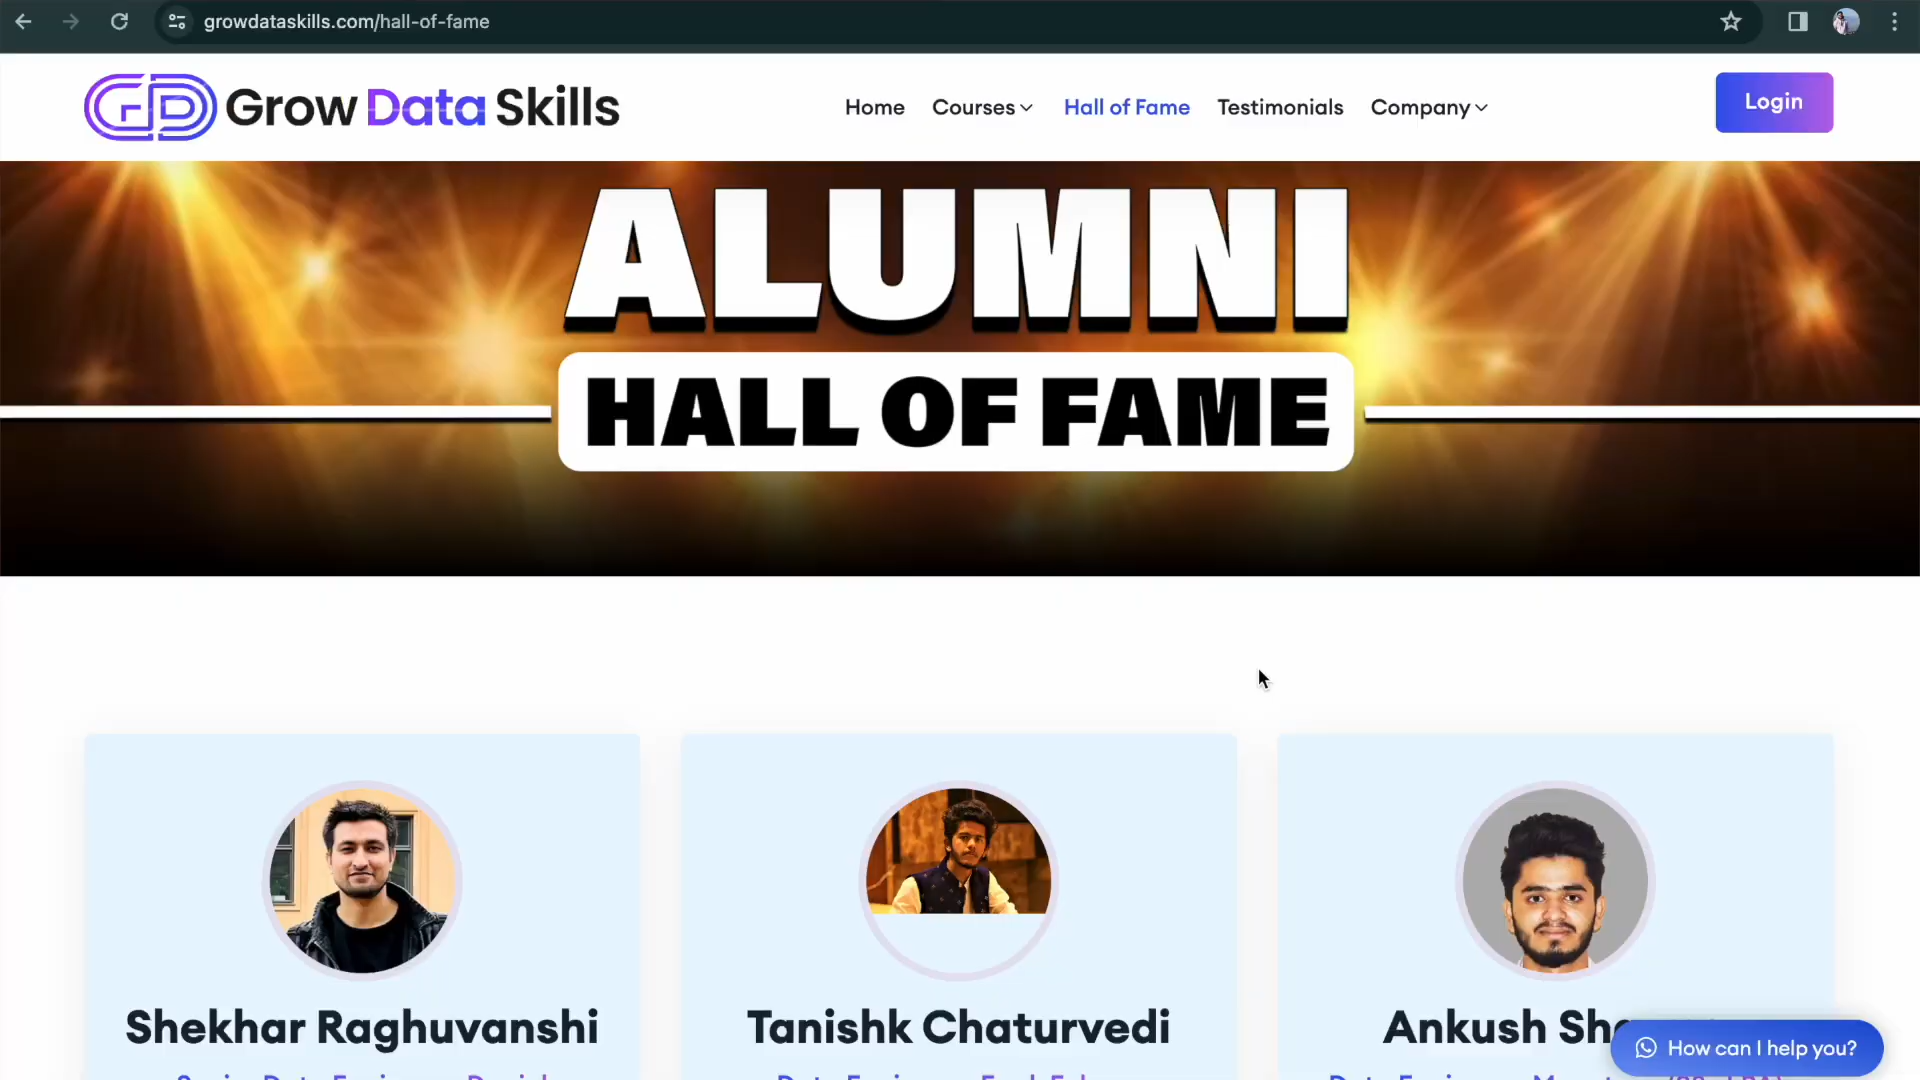 growdataskills.com/hall-of-fame
Grow Data Skills
Home Courses Hall of Fame Testimonials Company Login
ALUMNI
HALL OF FAME
Shekhar Raghuvanshi Tanishk Chaturvedi Ankush
How can I help you?